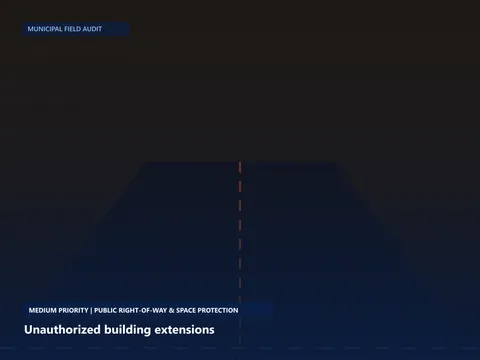 MUNICIPAL FIELD AUDIT
MEDIUM PRIORITY | PUBLIC RIGHT-OF-WAY & SPACE PROTECTION
Unauthorized building extensions